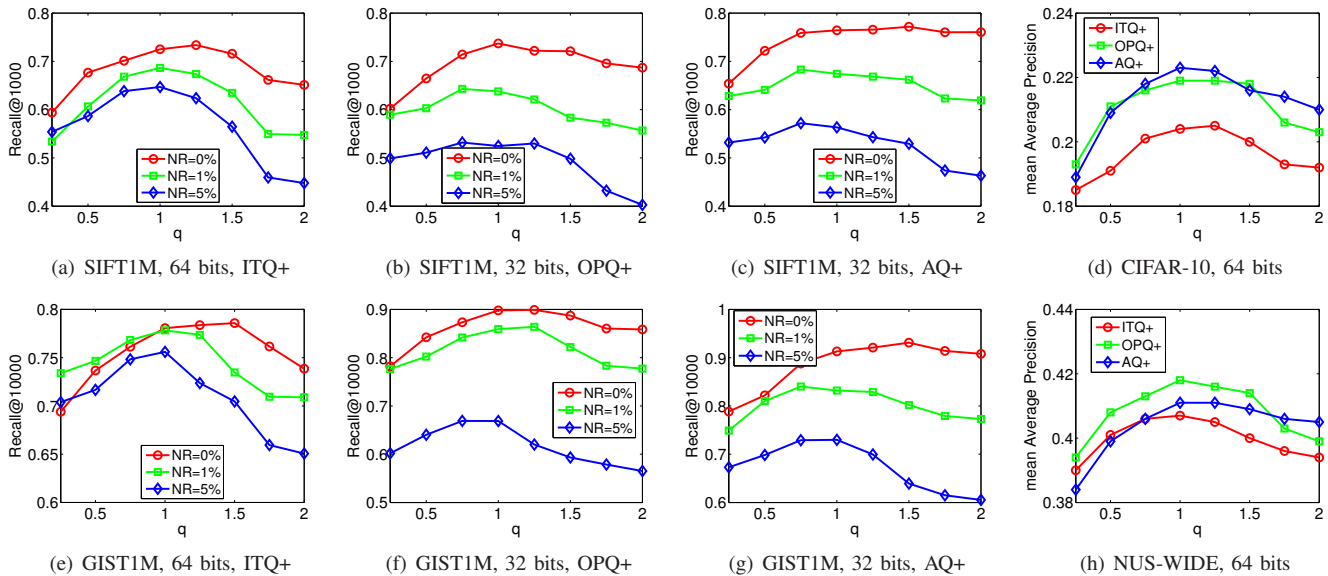 0.8
0.7
0.6
0.5
0.4
Recall@1000
NR=0%
NR=1%
NR=5%
0.5 1 1.5 2
q
(a) SIFT1M, 64 bits, ITQ+
0.8
0.7
0.6
0.5
0.4
Recall@1000
NR=0%
NR=1%
NR=5%
0.5 1 1.5 2
q
(b) SIFT1M, 32 bits, OPQ+
0.8
0.7
0.6
0.5
0.4
Recall@1000
NR=0%
NR=1%
NR=5%
0.5 1 1.5 2
q
(c) SIFT1M, 32 bits, AQ+
0.24
0.22
0.2
0.18
mean Average Precision
ITQ+
OPQ+
AQ+
0.5 1 1.5 2
q
(d) CIFAR-10, 64 bits
0.8
0.75
0.7
0.65
0.6
Recall@10000
NR=0%
NR=1%
NR=5%
0.5 1 1.5 2
q
(e) GIST1M, 64 bits, ITQ+
0.9
0.8
0.7
0.6
0.5
Recall@10000
NR=0%
NR=1%
NR=5%
0.5 1 1.5 2
q
(f) GIST1M, 32 bits, OPQ+
1
0.9
0.8
0.7
0.6
Recall@10000
NR=0%
NR=1%
NR=5%
0.5 1 1.5 2
q
(g) GIST1M, 32 bits, AQ+
0.44
0.42
0.4
0.38
mean Average Precision
ITQ+
OPQ+
AQ+
0.5 1 1.5 2
q
(h) NUS-WIDE, 64 bits